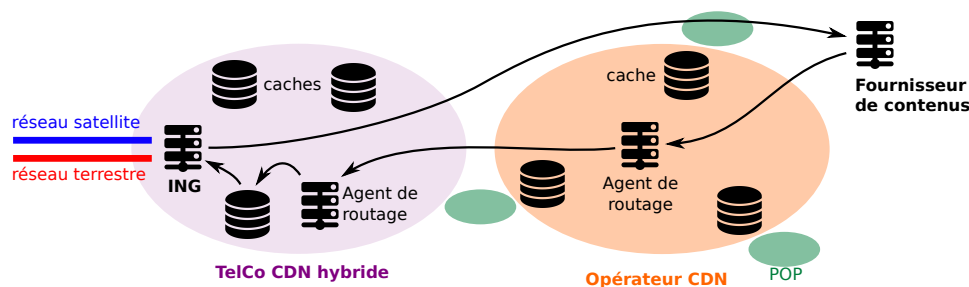 caches
cache
Fournisseur
de contenus
réseau satellite
réseau terrestre
ING
Agent de
routage
Agent de
routage
TelCo CDN hybride
Opérateur CDN
POP